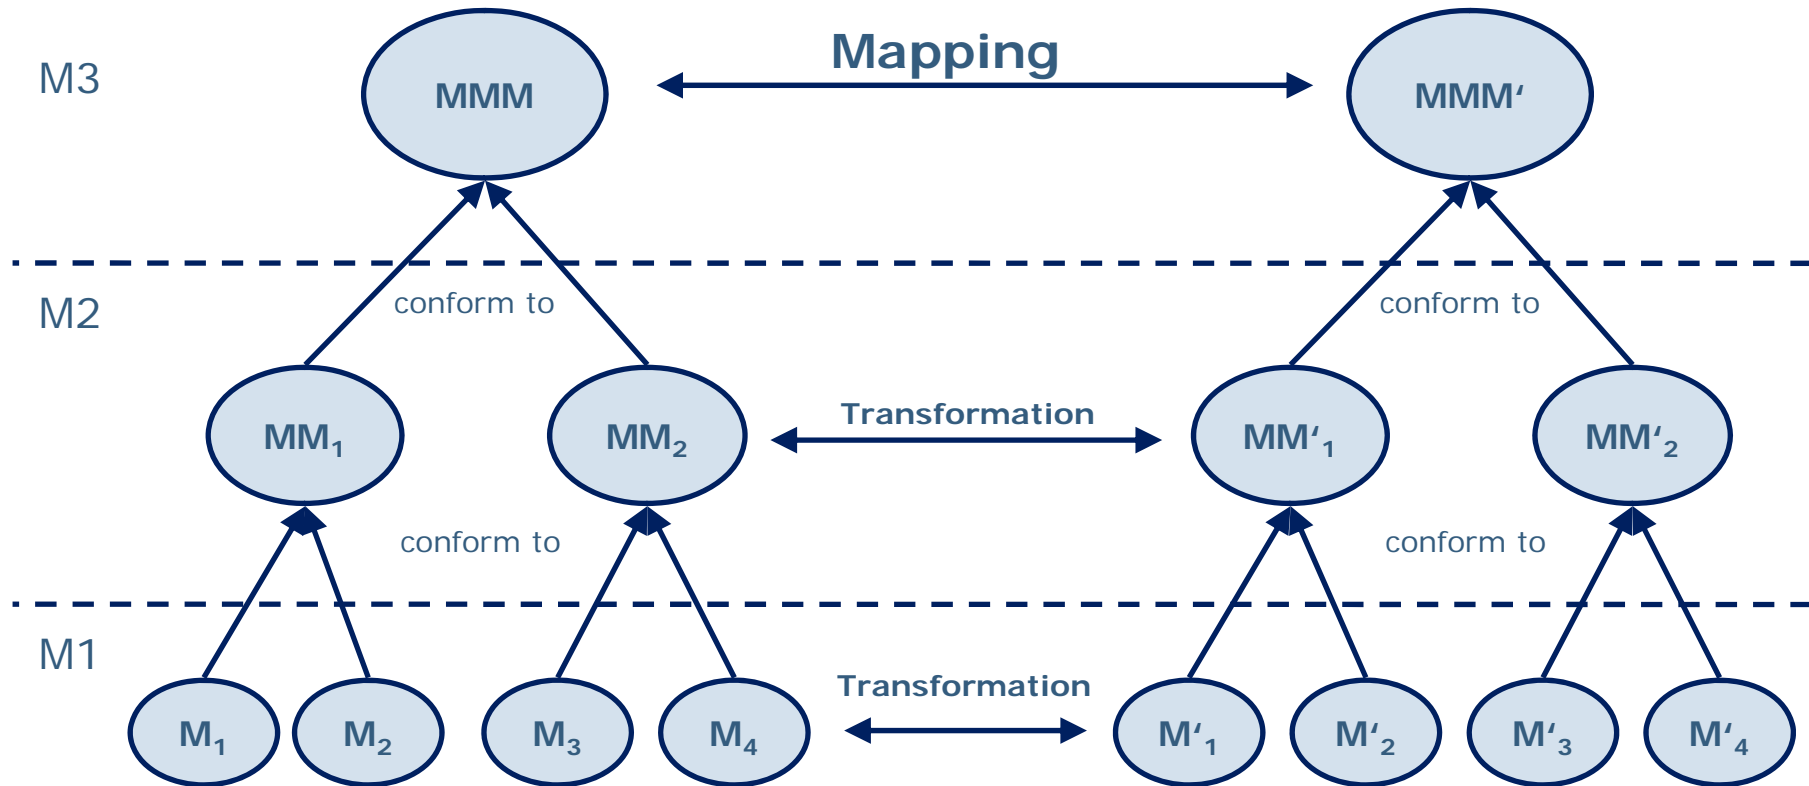 M3
MMM
Mapping
MMM‘
M2
conform to
conform to
MM₁
MM₂
Transformation
MM‘₁
MM‘₂
conform to
conform to
M1
M₁
M₂
M₃
M₄
Transformation
M‘₁
M‘₂
M‘₃
M‘₄